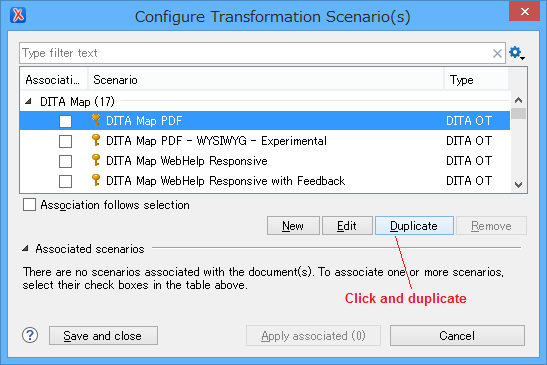 Configure Transformation Scenario(s)
Type filter text
Associati... Scenario Type
DITA Map (17)
DITA Map PDF DITA OT
DITA Map PDF - WYSIWYG - Experimental DITA OT
DITA Map WebHelp Responsive DITA OT
DITA Map WebHelp Responsive with Feedback DITA OT
Association follows selection
New Edit Duplicate Remove
Associated scenarios
There are no scenarios associated with the document(s). To associate one or more scenarios,
select their check boxes in the table above.
Click and duplicate
? Save and close Apply associated (0) Cancel